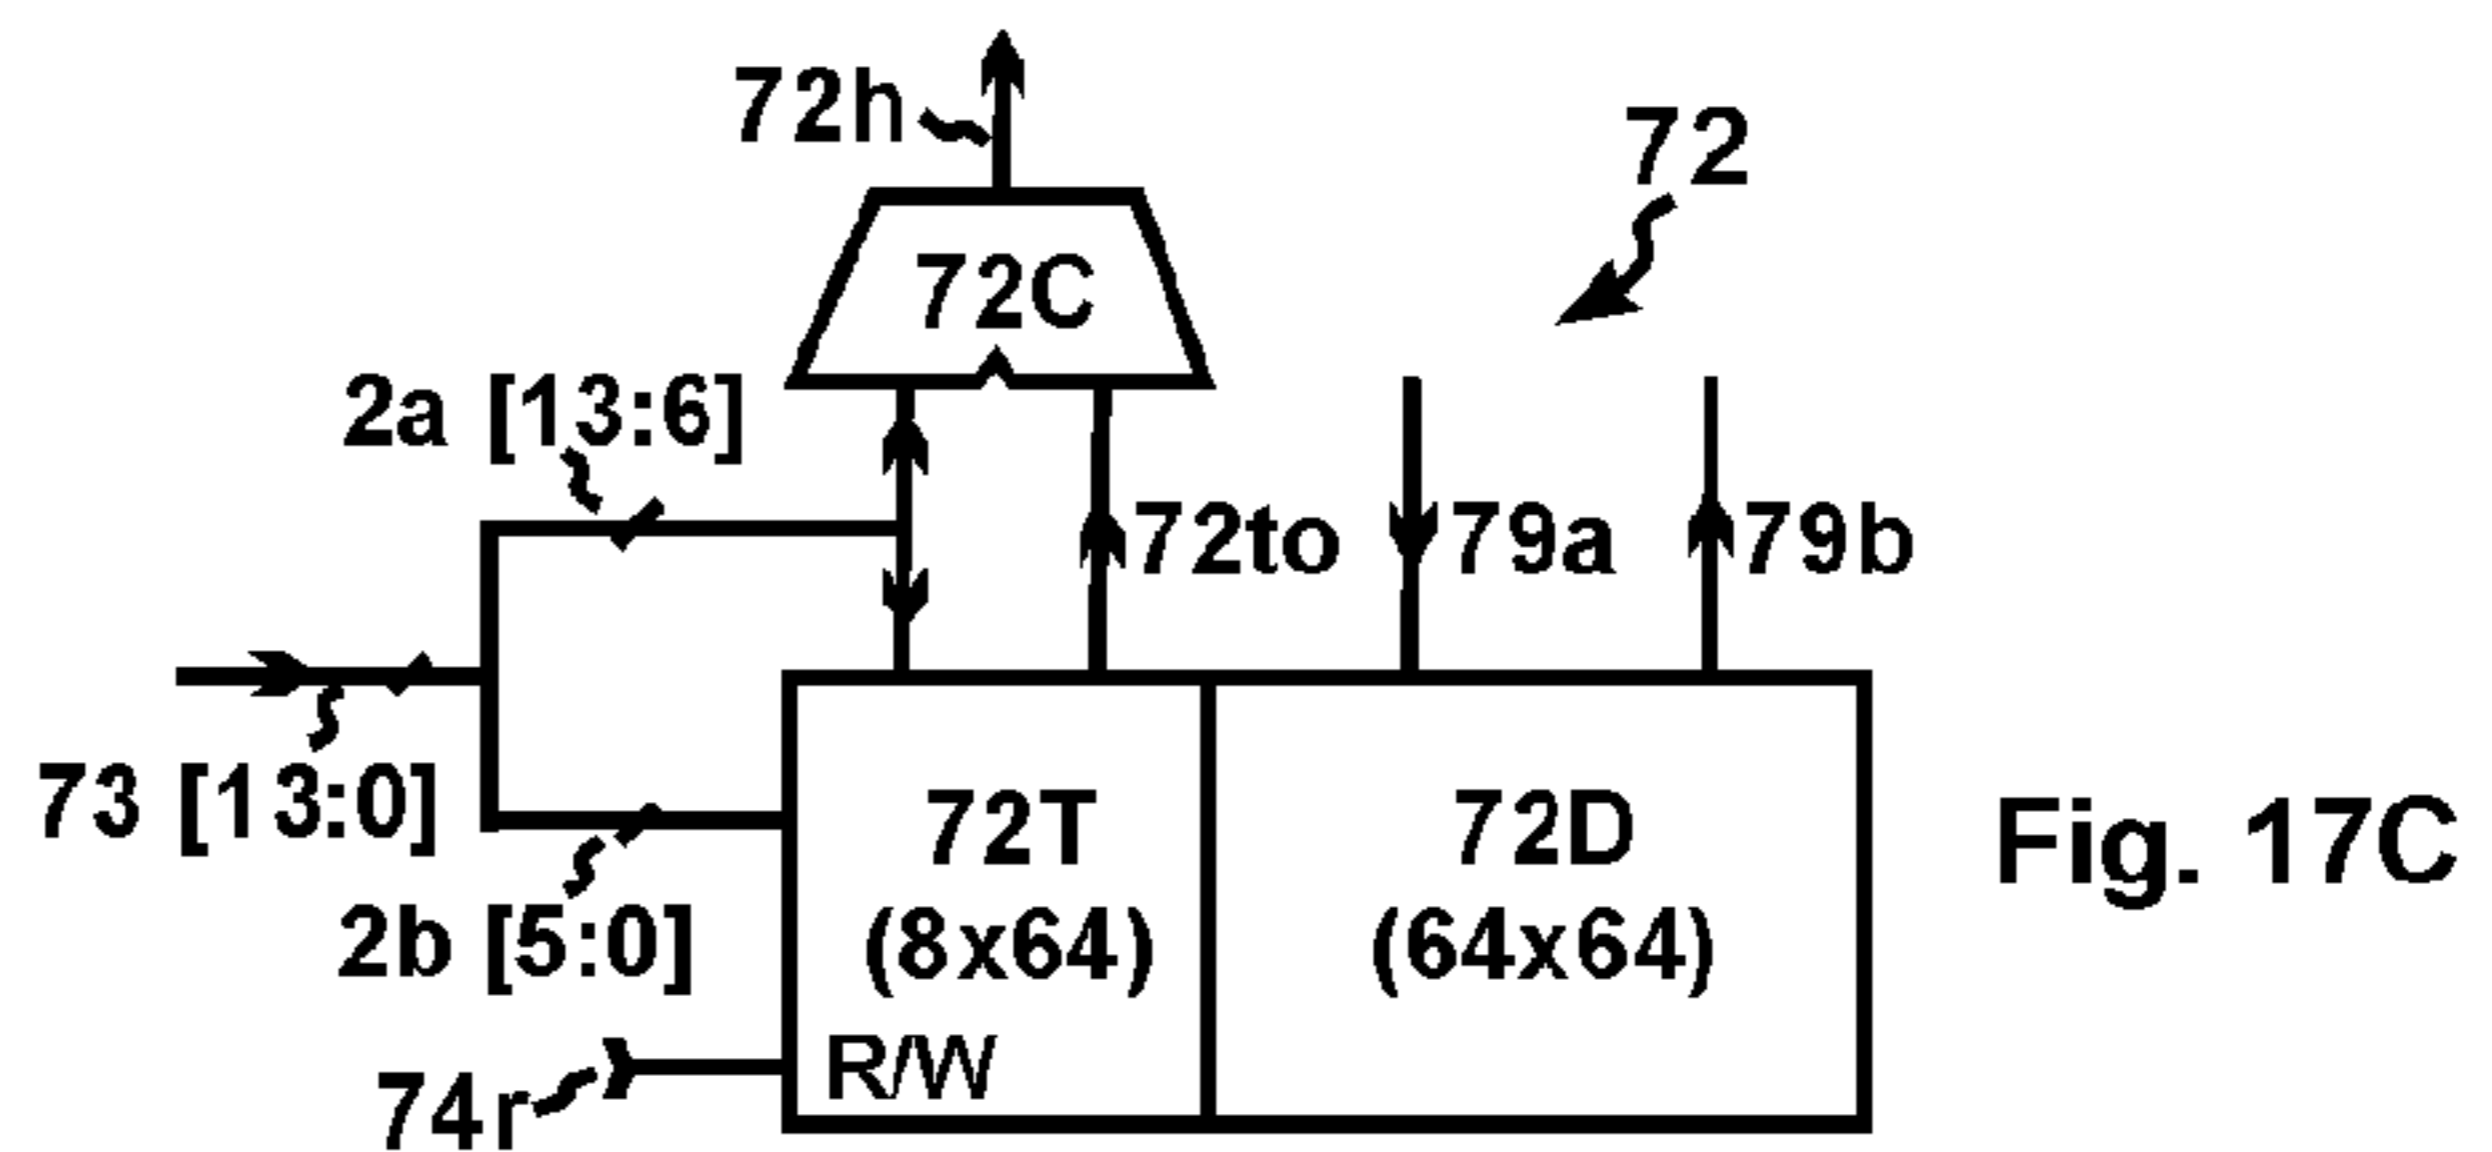 72h
72
72C
2a [13:6]
72to
79a
79b
73 [13:0]
72T
(8x64)
72D
(64x64)
2b [5:0]
R/W
74r
Fig. 17C